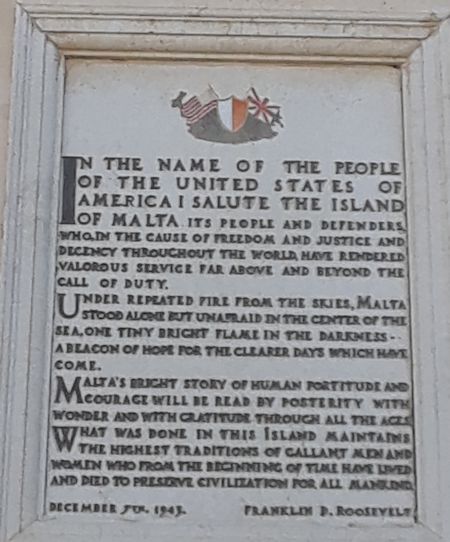 IN THE NAME OF THE PEOPLE
OF THE UNITED STATES OF
AMERICA I SALUTE THE ISLAND
OF MALTA. ITS PEOPLE AND DEFENDERS,
WHO, IN THE CAUSE OF FREEDOM AND JUSTICE AND
DECENCY THROUGHOUT THE WORLD, HAVE RENDERED
VALOROUS SERVICE FAR ABOVE AND BEYOND THE
CALL OF DUTY.
UNDER REPEATED FIRE FROM THE SKIES, MALTA
STOOD ALONE BUT UNAFRAID IN THE CENTER OF THE
SEA, ONE TINY BRIGHT FLAME IN THE DARKNESS--
A BEACON OF HOPE FOR THE CLEARER DAYS WHICH HAVE
COME.
MALTA'S BRIGHT STORY OF HUMAN FORTITUDE AND
COURAGE WILL BE READ BY POSTERITY WITH
WONDER AND WITH GRATITUDE THROUGH ALL THE AGES.
WHAT WAS DONE IN THIS ISLAND MAINTAINS
THE HIGHEST TRADITIONS OF GALLANT MEN AND
WOMEN WHO FROM THE BEGINNING OF TIME HAVE LIVED
AND DIED TO PRESERVE CIVILIZATION FOR ALL MANKIND.
DECEMBER 7TH. 1943. FRANKLIN D. ROOSEVELT